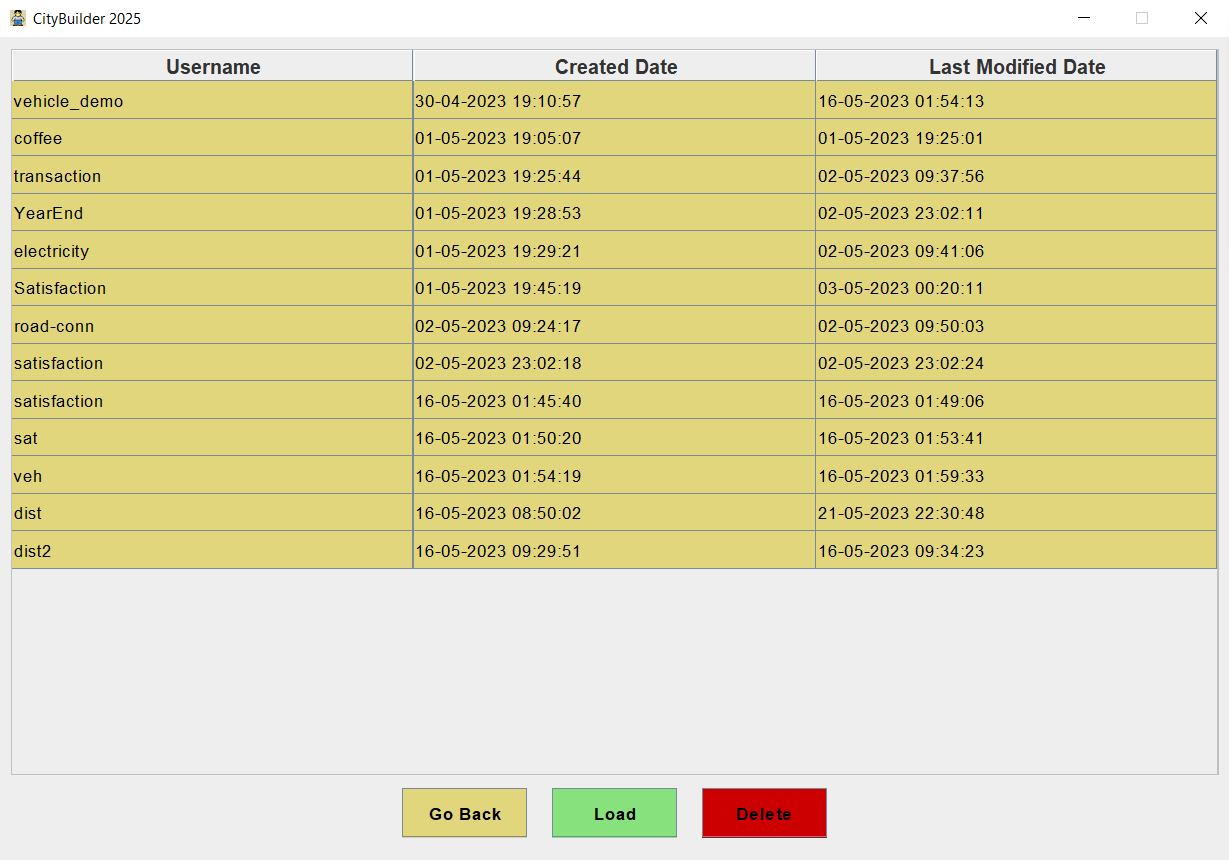 CityBuilder 2025
Username Created Date Last Modified Date
vehicle_demo 30-04-2023 19:10:57 16-05-2023 01:54:13
coffee 01-05-2023 19:05:07 01-05-2023 19:25:01
transaction 01-05-2023 19:25:44 02-05-2023 09:37:56
YearEnd 01-05-2023 19:28:53 02-05-2023 23:02:11
electricity 01-05-2023 19:29:21 02-05-2023 09:41:06
Satisfaction 01-05-2023 19:45:19 03-05-2023 00:20:11
road-conn 02-05-2023 09:24:17 02-05-2023 09:50:03
satisfaction 02-05-2023 23:02:18 02-05-2023 23:02:24
satisfaction 16-05-2023 01:45:40 16-05-2023 01:49:06
sat 16-05-2023 01:50:20 16-05-2023 01:53:41
veh 16-05-2023 01:54:19 16-05-2023 01:59:33
dist 16-05-2023 08:50:02 21-05-2023 22:30:48
dist2 16-05-2023 09:29:51 16-05-2023 09:34:23
Go Back Load Delete